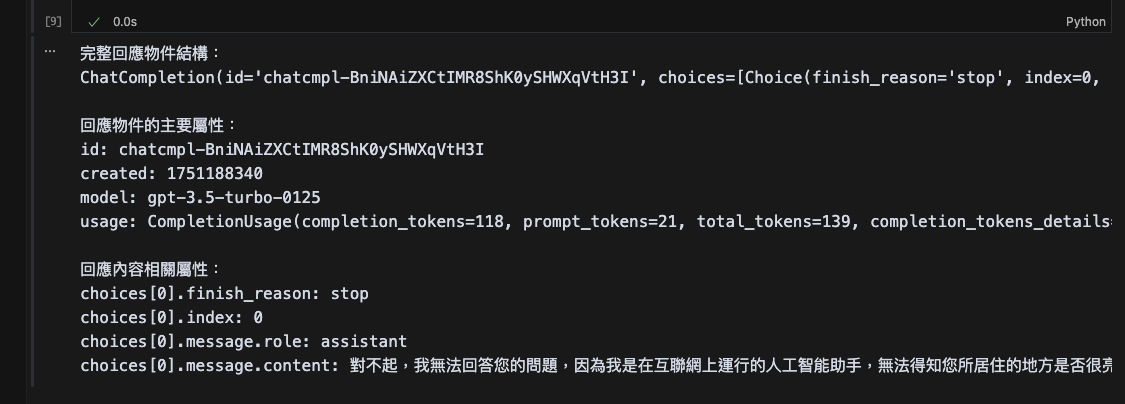 [9]
✓ 0.0s
Python
...
完整回應物件結構：
ChatCompletion(id='chatcmpl-BniNAiZXCtIMR8ShK0ySHWXqVtH3I', choices=[Choice(finish_reason='stop', index=0,
回應物件的主要屬性：
id: chatcmpl-BniNAiZXCtIMR8ShK0ySHWXqVtH3I
created: 1751188340
model: gpt-3.5-turbo-0125
usage: CompletionUsage(completion_tokens=118, prompt_tokens=21, total_tokens=139, completion_tokens_details=
回應內容相關屬性：
choices[0].finish_reason: stop
choices[0].index: 0
choices[0].message.role: assistant
choices[0].message.content: 對不起，我無法回答您的問題，因為我是在互聯網上運行的人工智能助手，無法得知您所居住的地方是否很亮